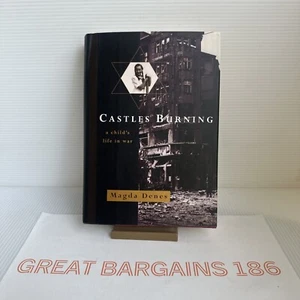 CASTLES BURNING
a child's
life in war
Magda Denes
GREAT BARGAINS 186